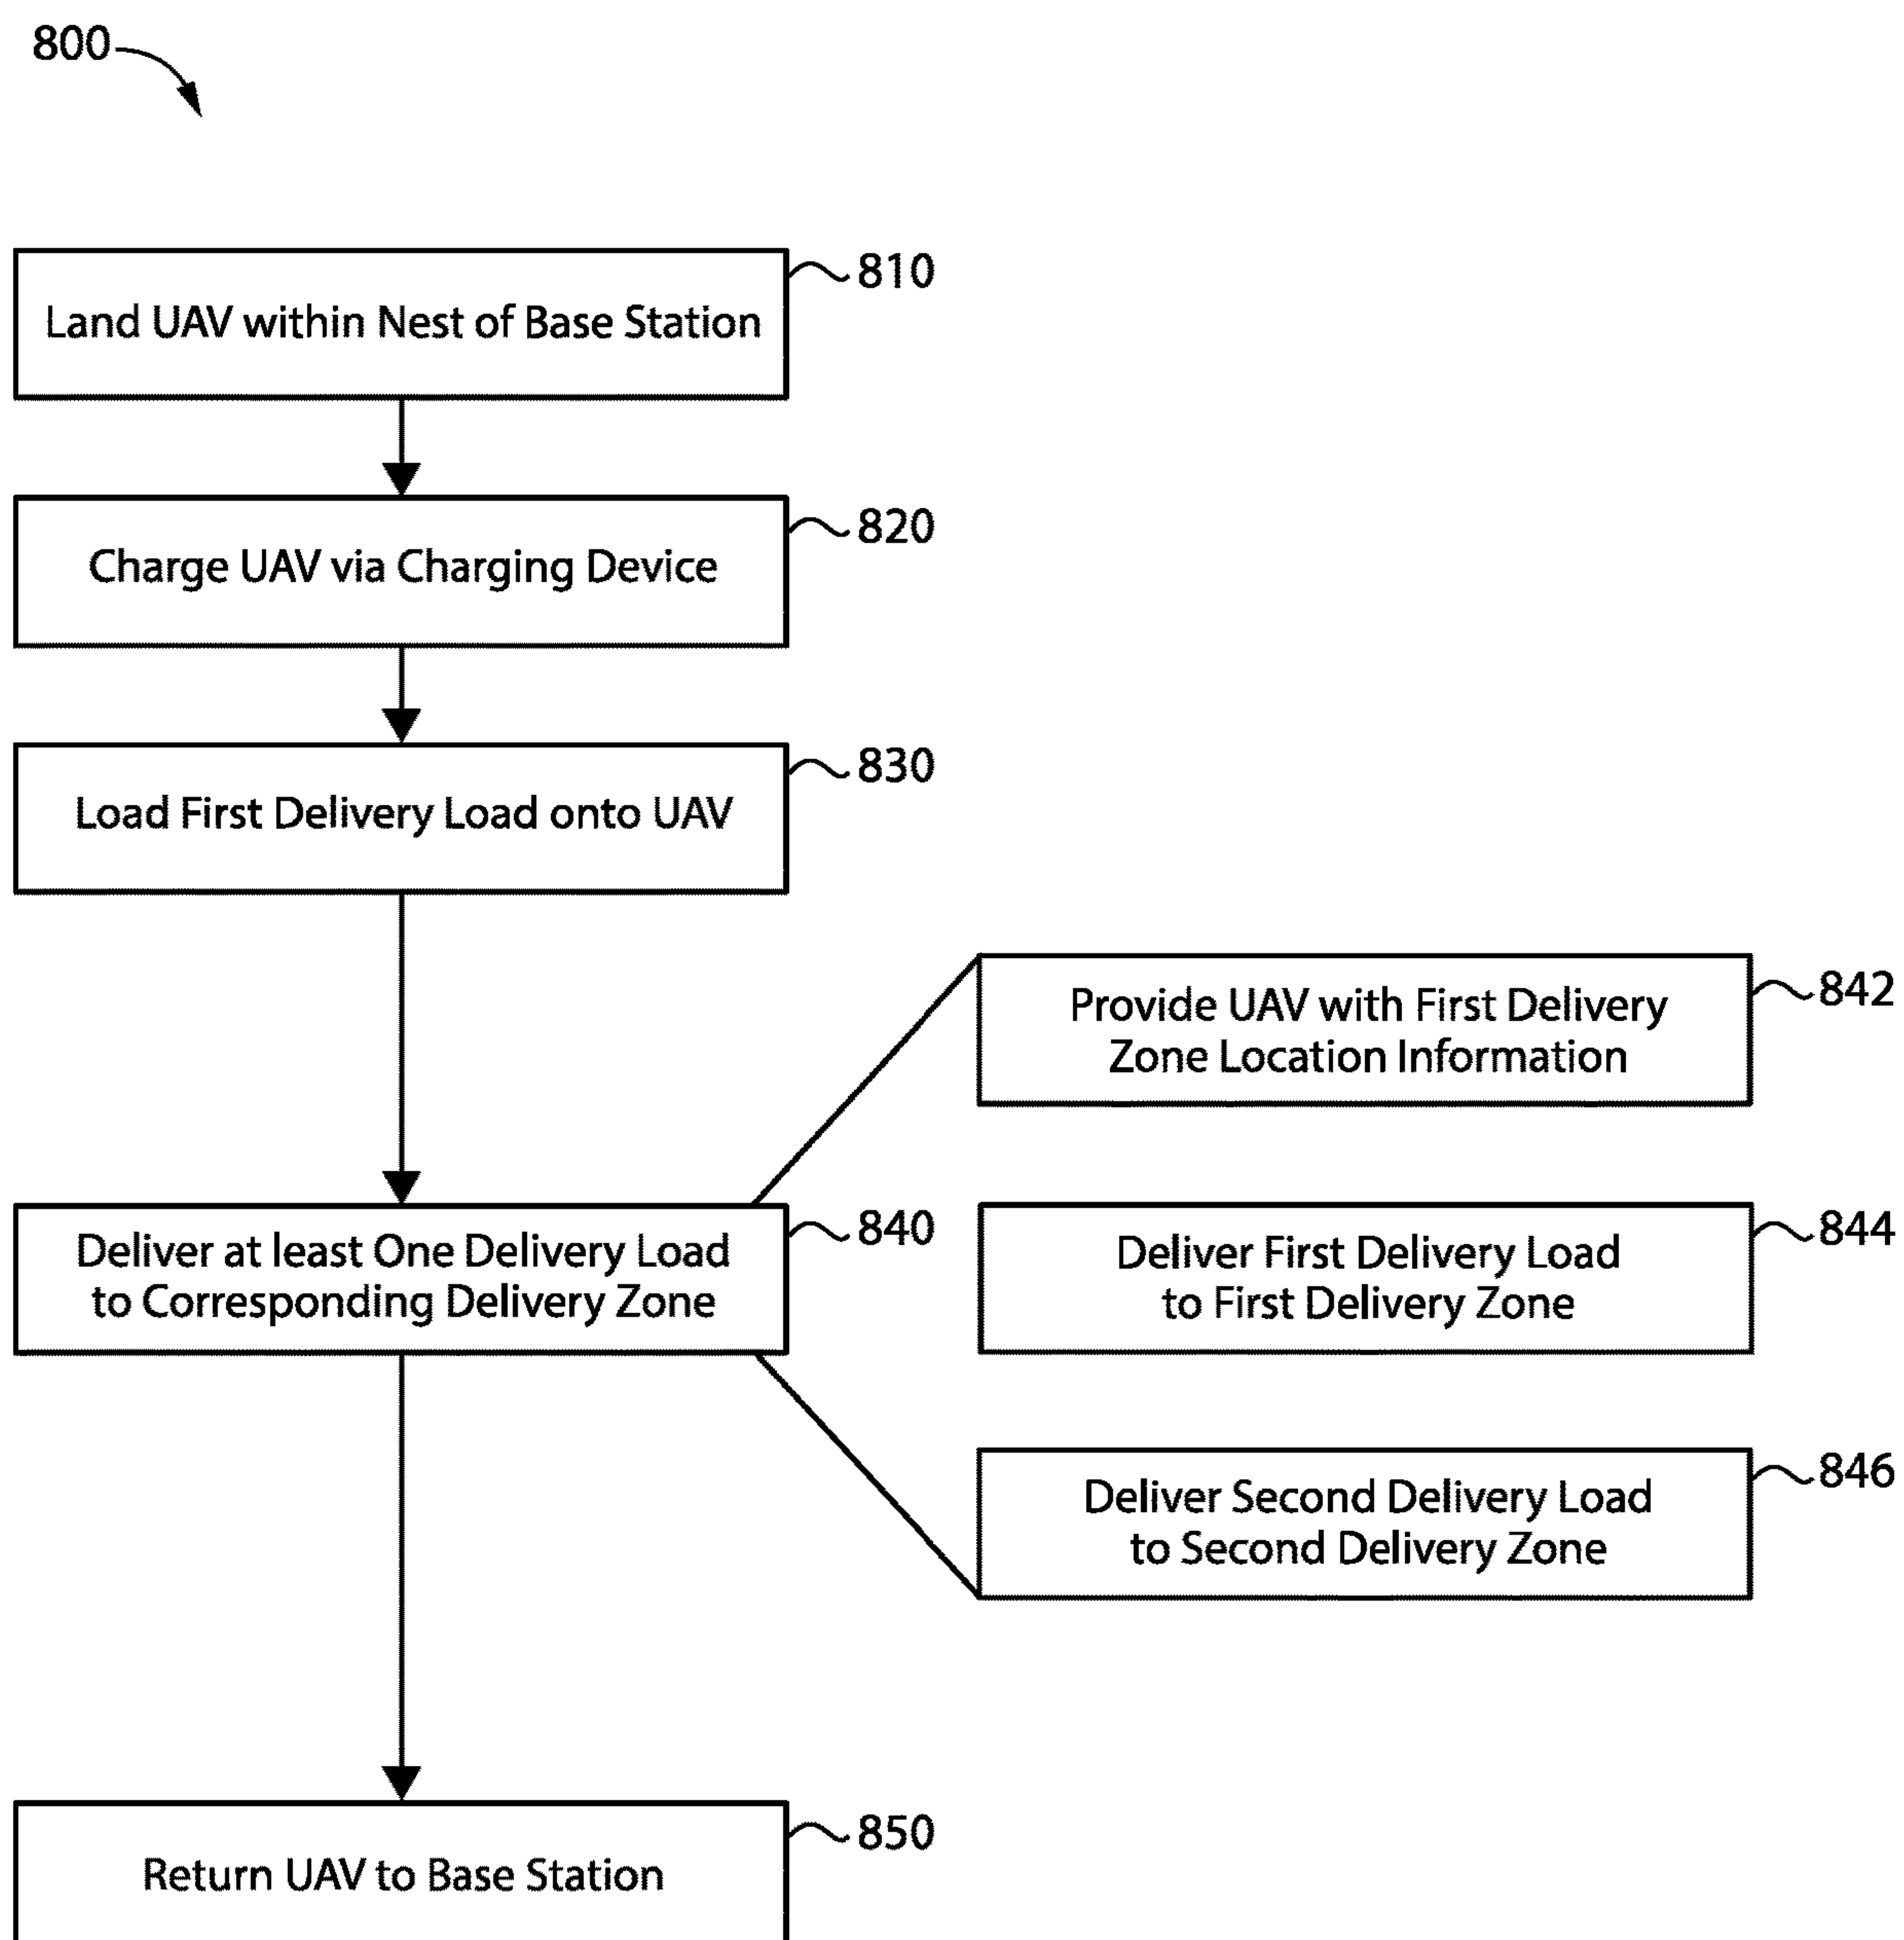 800
810
Land UAV within Nest of Base Station
820
Charge UAV via Charging Device
830
Load First Delivery Load onto UAV
842
Provide UAV with First Delivery
Zone Location Information
840
Deliver at least One Delivery Load
to Corresponding Delivery Zone
844
Deliver First Delivery Load
to First Delivery Zone
846
Deliver Second Delivery Load
to Second Delivery Zone
850
Return UAV to Base Station